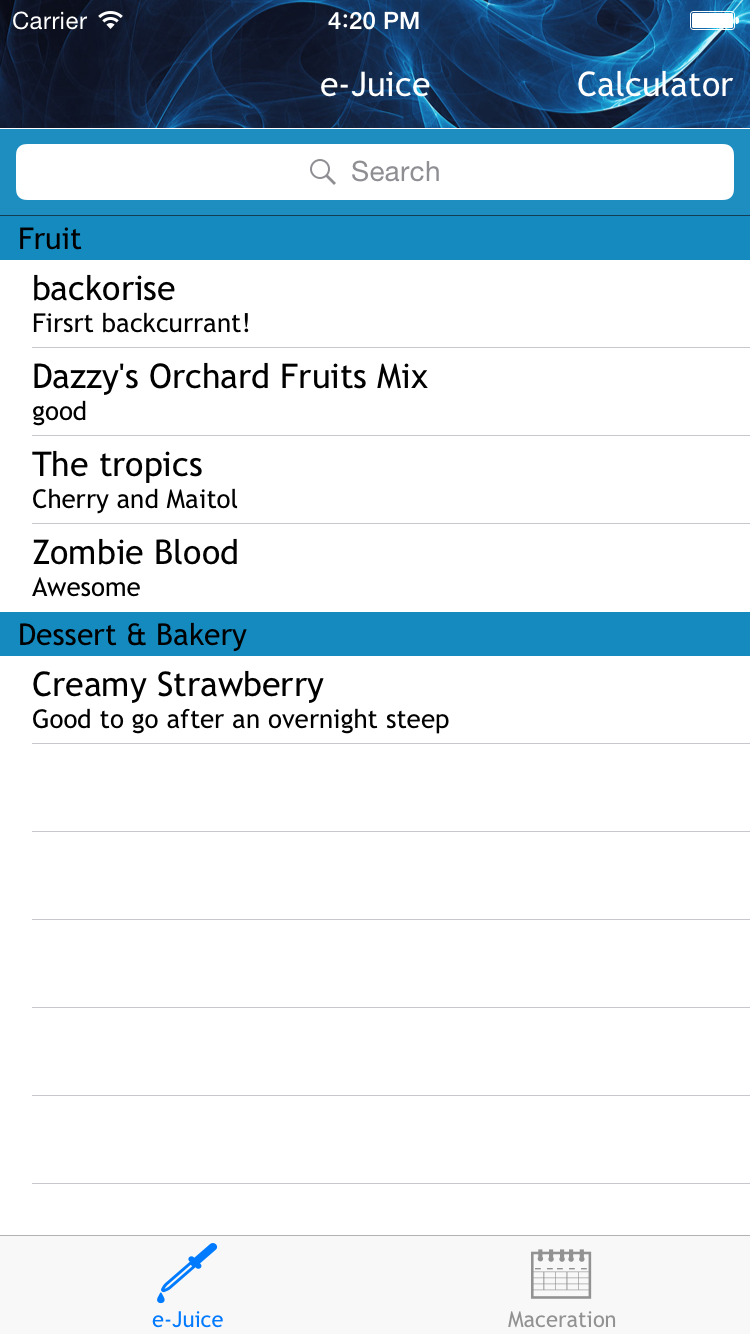 Carrier 4:20 PM
e-Juice Calculator
Search
Fruit
backorise
Firsrt backcurrant!
Dazzy's Orchard Fruits Mix
good
The tropics
Cherry and Maitol
Zombie Blood
Awesome
Dessert & Bakery
Creamy Strawberry
Good to go after an overnight steep
e-Juice Maceration